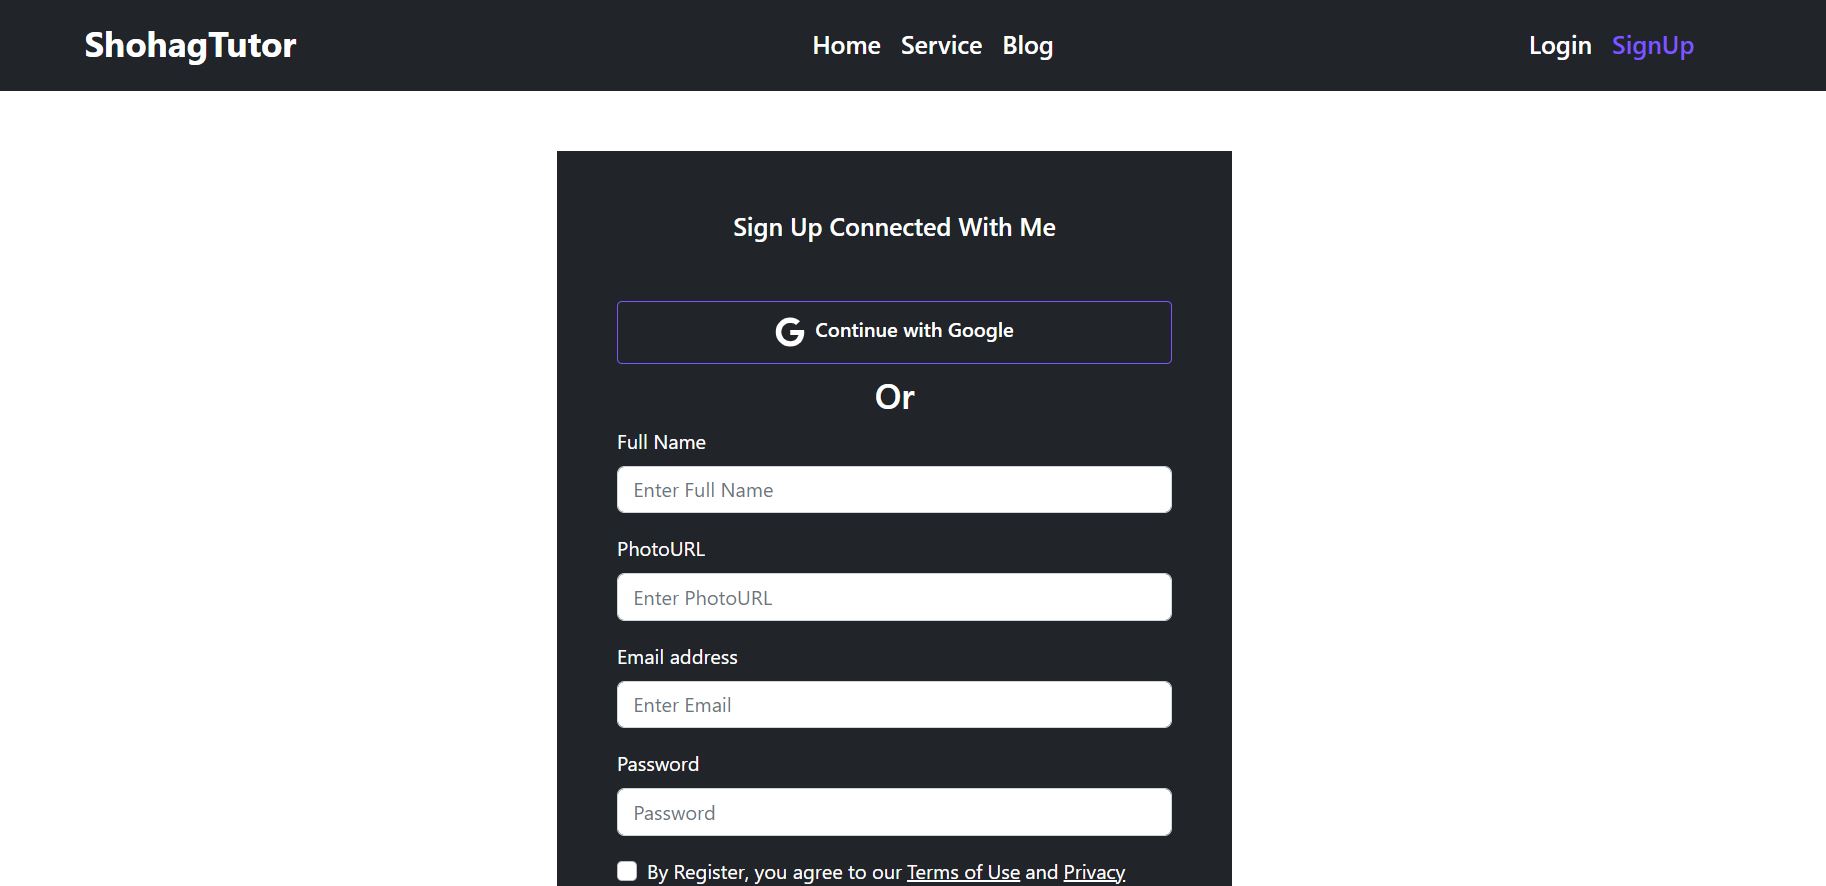 ShohagTutor Home Service Blog Login SignUp
Sign Up Connected With Me
Continue with Google
Or
Full Name
Enter Full Name
PhotoURL
Enter PhotoURL
Email address
Enter Email
Password
Password
By Register, you agree to our Terms of Use and Privacy